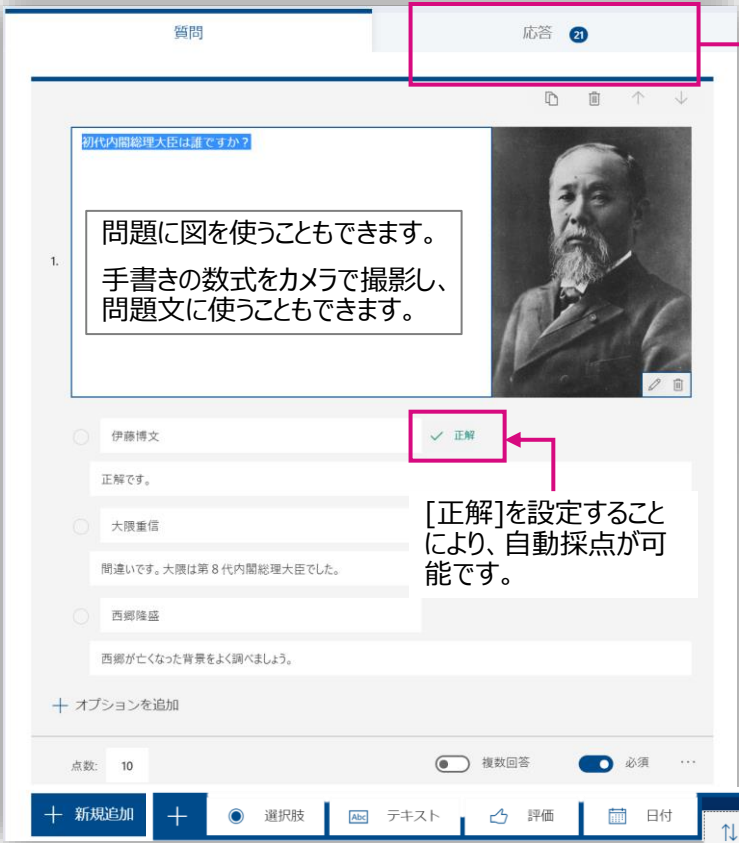 質問
応答 21
初代内閣総理大臣は誰ですか？
1.
問題に図を使うこともできます。
手書きの数式をカメラで撮影し、
問題文に使うこともできます。
伊藤博文
正解
正解です。
[正解]を設定すること
により、自動採点が可
能です。
大隈重信
間違いです。大隈は第８代内閣総理大臣でした。
西郷隆盛
西郷が亡くなった背景をよく調べましょう。
＋ オプションを追加
点数: 10
複数回答
必須
…
＋ 新規追加
＋
選択肢
Abc テキスト
評価
日付